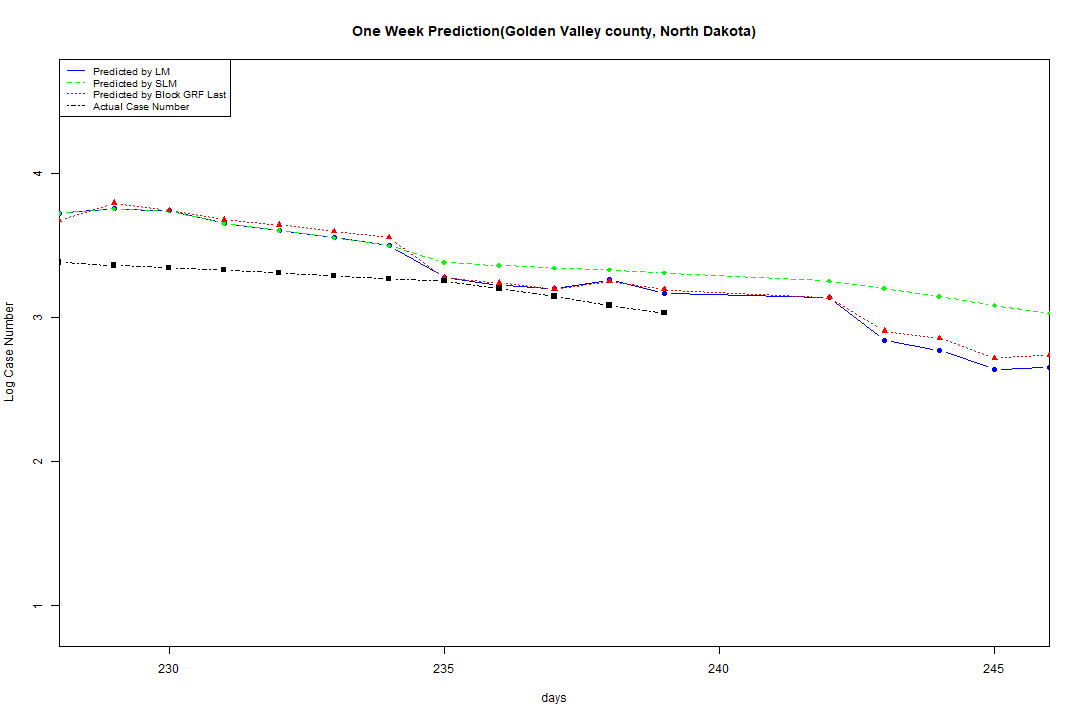 One Week Prediction(Golden Valley county, North Dakota)
Predicted by LM
Predicted by SLM
Predicted by Block GRF Last
Actual Case Number
4
3
2
1
Log Case Number
230 235 240 245
days